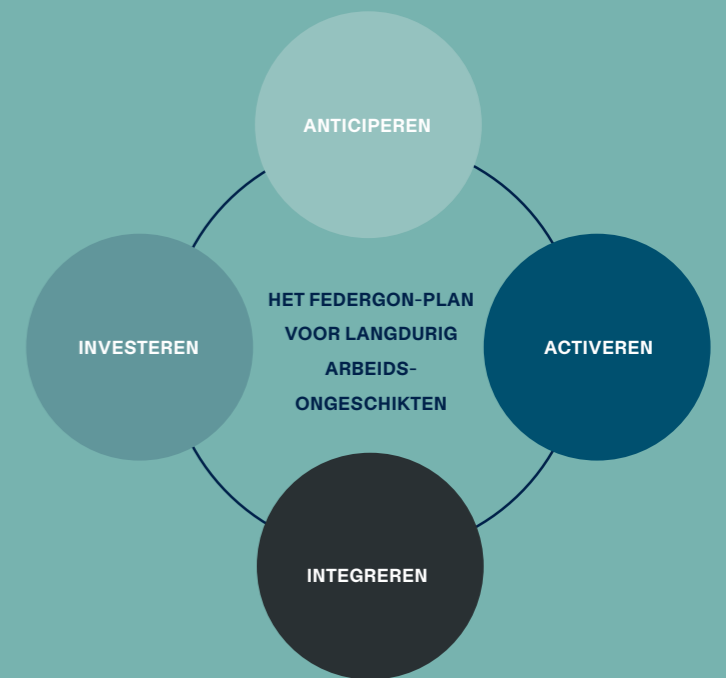 ANTICIPEREN
HET FEDERGON-PLAN
VOOR LANGDURIG
ARBEIDS-
ONGESCHIKTEN
INVESTEREN
ACTIVEREN
INTEGREREN